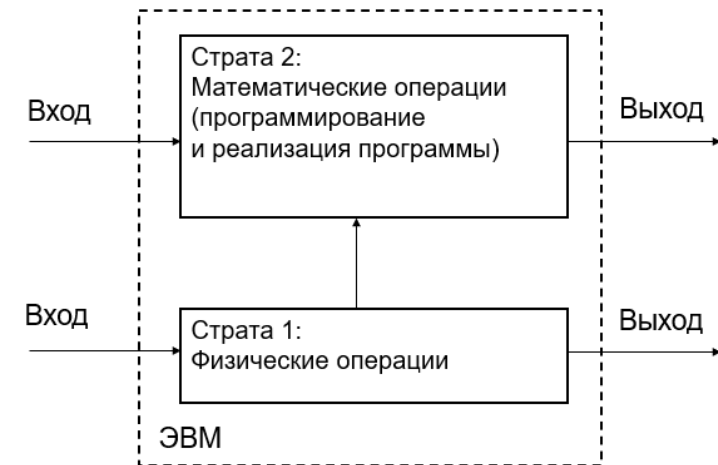 Страта 2:
Математические операции
(программирование
и реализация программы)
Вход
Выход
Вход
Страта 1:
Физические операции
Выход
ЭВМ